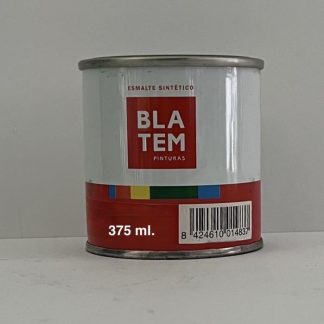 ESMALTE SINTÉTICO
BLA
TEM
PINTURAS
375 ml.
8 424610 014837